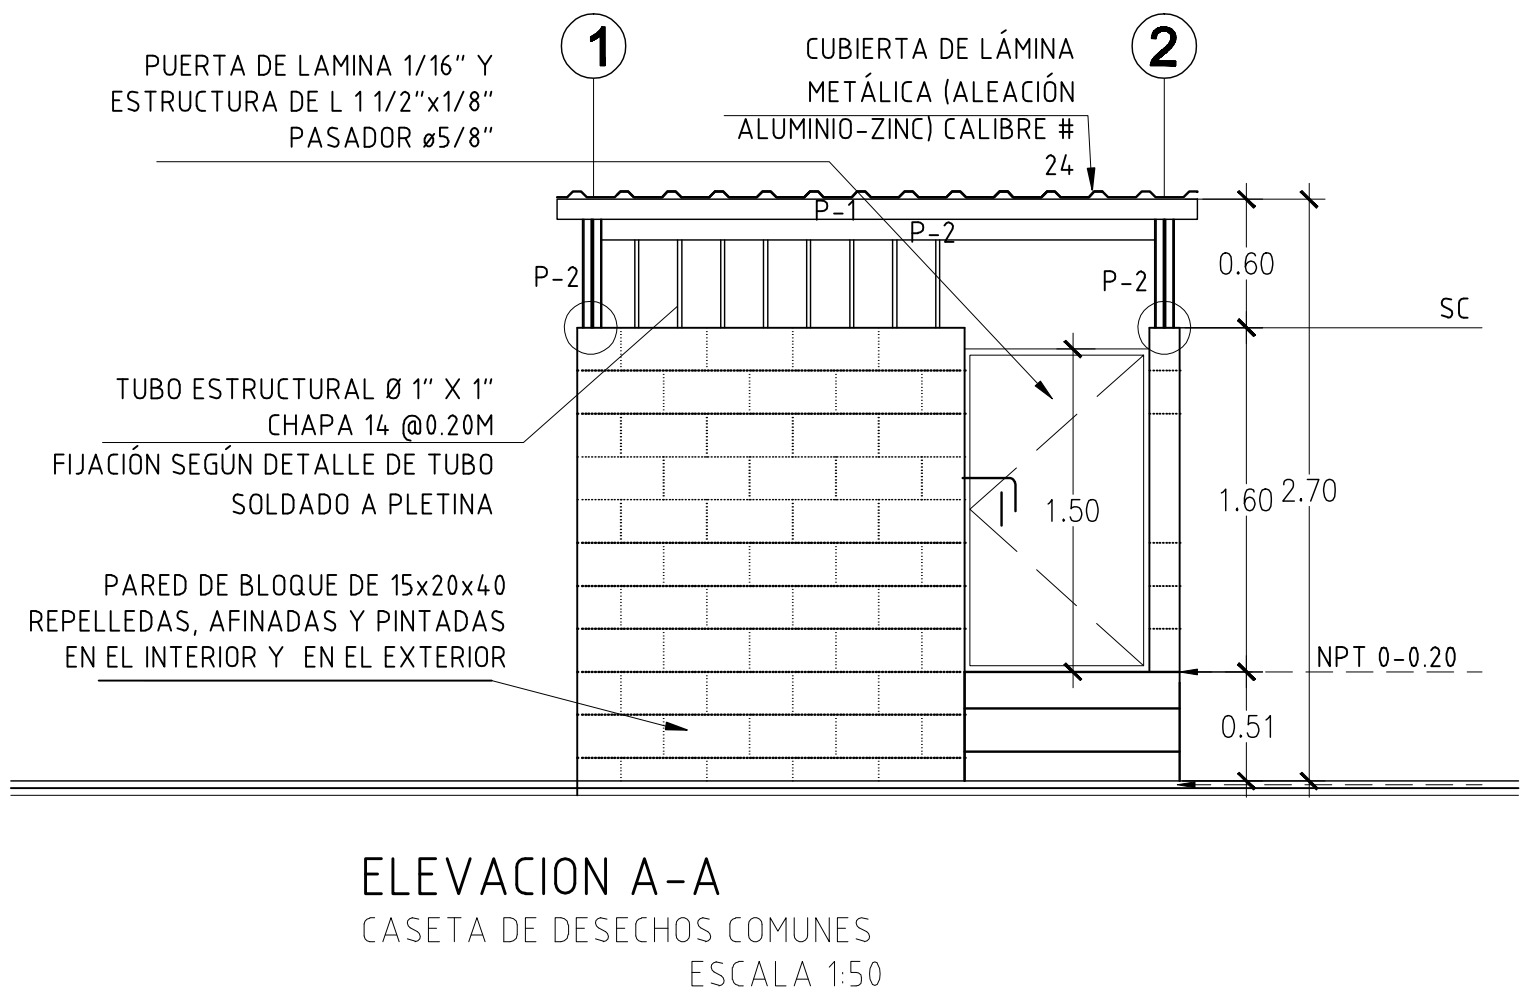 1
2
PUERTA DE LAMINA 1/16" Y
ESTRUCTURA DE L 1 1/2"x1/8"
PASADOR ø5/8"
CUBIERTA DE LÁMINA
METÁLICA (ALEACIÓN
ALUMINIO-ZINC) CALIBRE #
24
P-1
P-2
P-2
P-2
0.60
SC
TUBO ESTRUCTURAL Ø 1" X 1"
CHAPA 14 @0.20M
FIJACIÓN SEGÚN DETALLE DE TUBO
SOLDADO A PLETINA
1.50
1.60
2.70
PARED DE BLOQUE DE 15x20x40
REPELLEDAS, AFINADAS Y PINTADAS
EN EL INTERIOR Y EN EL EXTERIOR
NPT 0-0.20
0.51
ELEVACION A-A
CASETA DE DESECHOS COMUNES
ESCALA 1:50